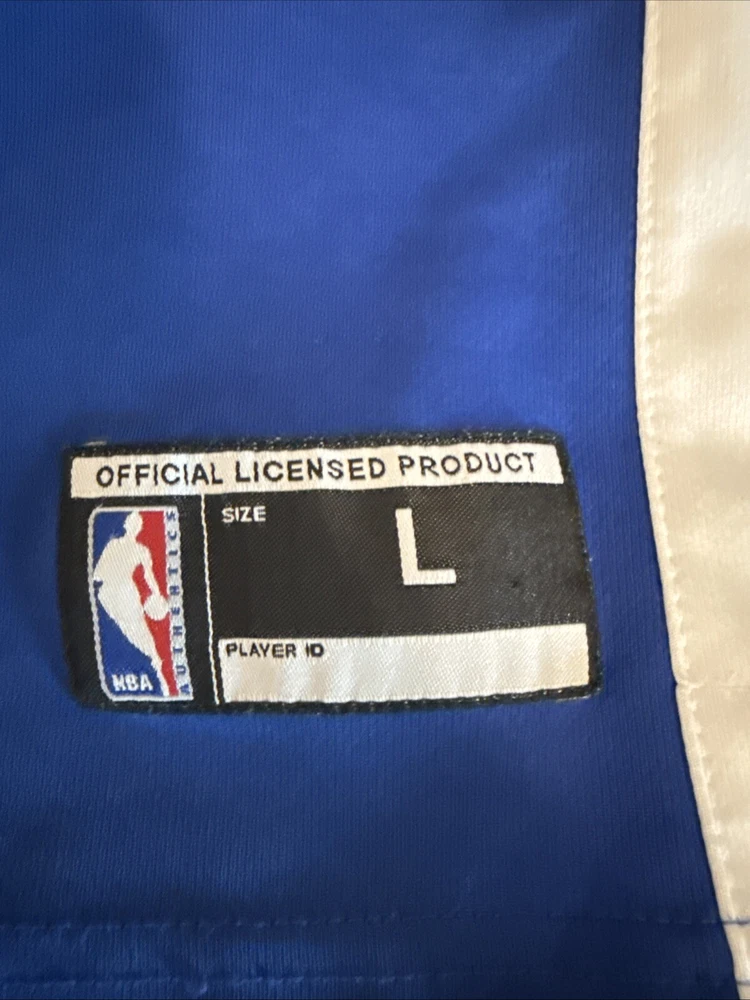 OFFICIAL LICENSED PRODUCT
SIZE
L
PLAYER ID
NBA
AUTHENTICS